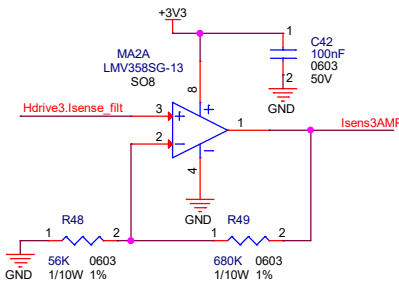 +3V3
MA2A
LMV358SG-13
SO8
1
C42
100nF
0603
50V
2
GND
8
Hdrive3.Isense_filt
3
+
+
1
Isens3AMP
2
−
−
4
GND
R48
1
2
56K
0603
1/10W
1%
GND
R49
1
2
680K
0603
1/10W
1%